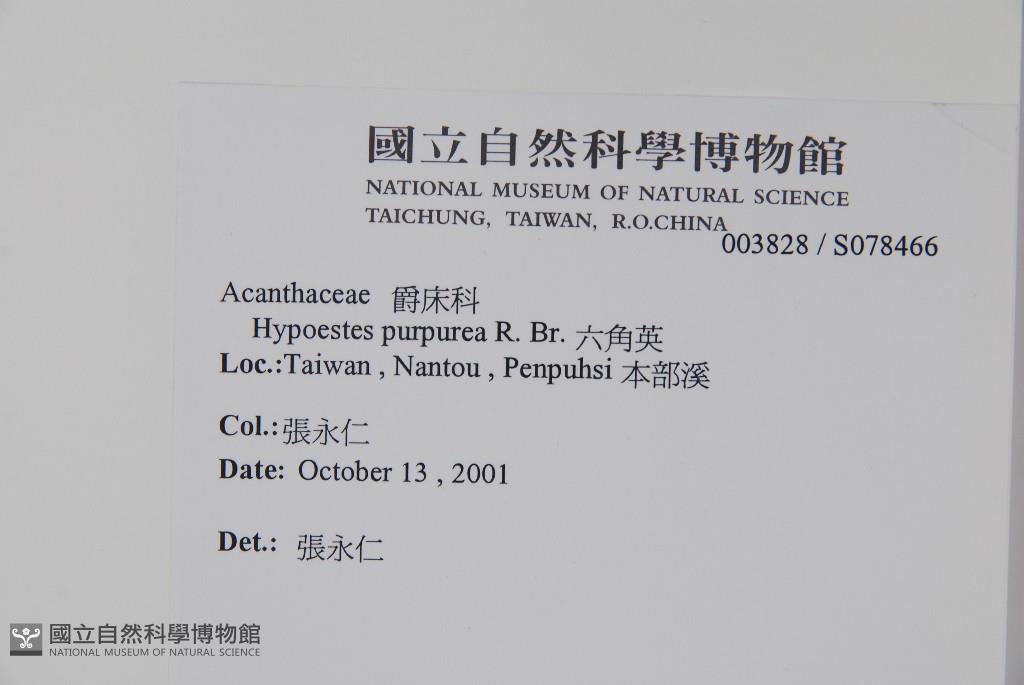 國立自然科學博物館
NATIONAL MUSEUM OF NATURAL SCIENCE
TAICHUNG, TAIWAN, R.O.CHINA
003828 / S078466
Acanthaceae 爵床科
Hypoestes purpurea R. Br. 六角英
Loc.:Taiwan , Nantou , Penpuhsi 本部溪
Col.:張永仁
Date: October 13 , 2001
Det.: 張永仁
國立自然科學博物館
NATIONAL MUSEUM OF NATURAL SCIENCE